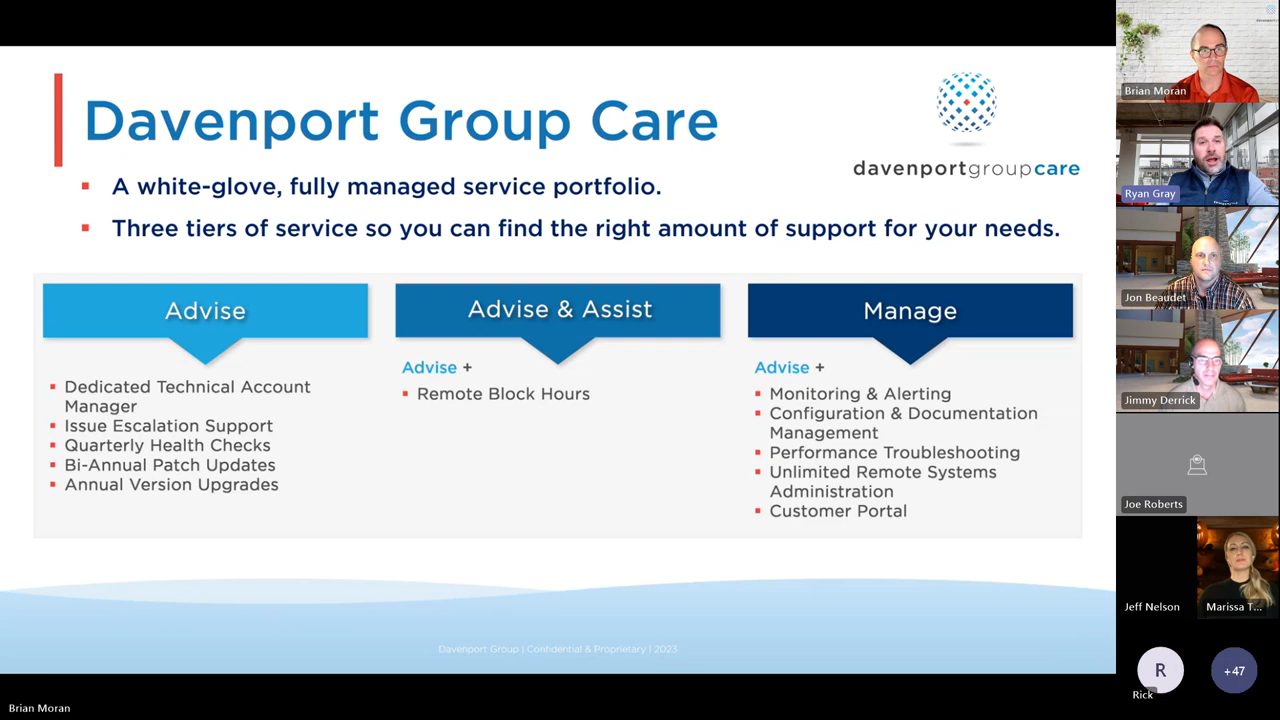 Davenport Group Care
davenportgroupcare
A white-glove, fully managed service portfolio.
Three tiers of service so you can find the right amount of support for your needs.
Advise
Dedicated Technical Account
Manager
Issue Escalation Support
Quarterly Health Checks
Bi-Annual Patch Updates
Annual Version Upgrades
Advise & Assist
Advise +
Remote Block Hours
Manage
Advise +
Monitoring & Alerting
Configuration & Documentation
Management
Performance Troubleshooting
Unlimited Remote Systems
Administration
Customer Portal
Davenport Group | Confidential & Proprietary | 2023
Brian Moran
Brian Moran
Ryan Gray
Jon Beaudet
Jimmy Derrick
Joe Roberts
Jeff Nelson
Marissa T...
R
Rick
+47